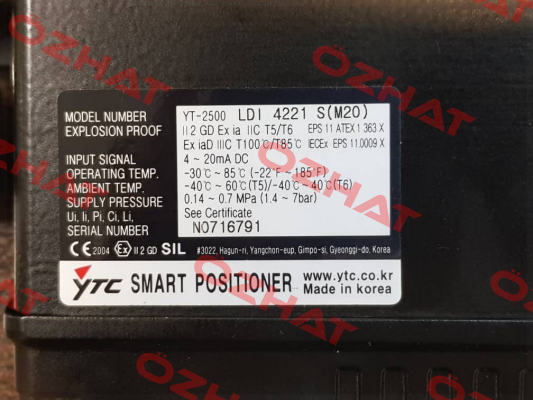 MODEL NUMBER YT-2500 LDI 4221 S(M20)
EXPLOSION PROOF II 2 GD Ex ia IIC T5/T6 EPS 11 ATEX 1 363 X
Ex iaD IIIC T100℃/T85℃ IECEx EPS 11.0009 X
INPUT SIGNAL 4 ~ 20mA DC
OPERATING TEMP. -30℃ ~ 85℃ (-22℉ ~ 185℉)
AMBIENT TEMP. -40℃ ~ 60℃(T5)/-40℃ ~ 40℃(T6)
SUPPLY PRESSURE 0.14 ~ 0.7 MPa (1.4 ~ 7bar)
Ui, Ii, Pi, Ci, Li, See Certificate
SERIAL NUMBER N0716791
CE 2004 Ex II 2 GD SIL #3022, Hagun-ri, Yangchon-eup, Gimpo-si, Gyeonggi-do, Korea
YTC SMART POSITIONER www.ytc.co.kr
Made in korea
OZHAT
OZHAT
OZHAT
OZHAT
OZHAT
OZHAT